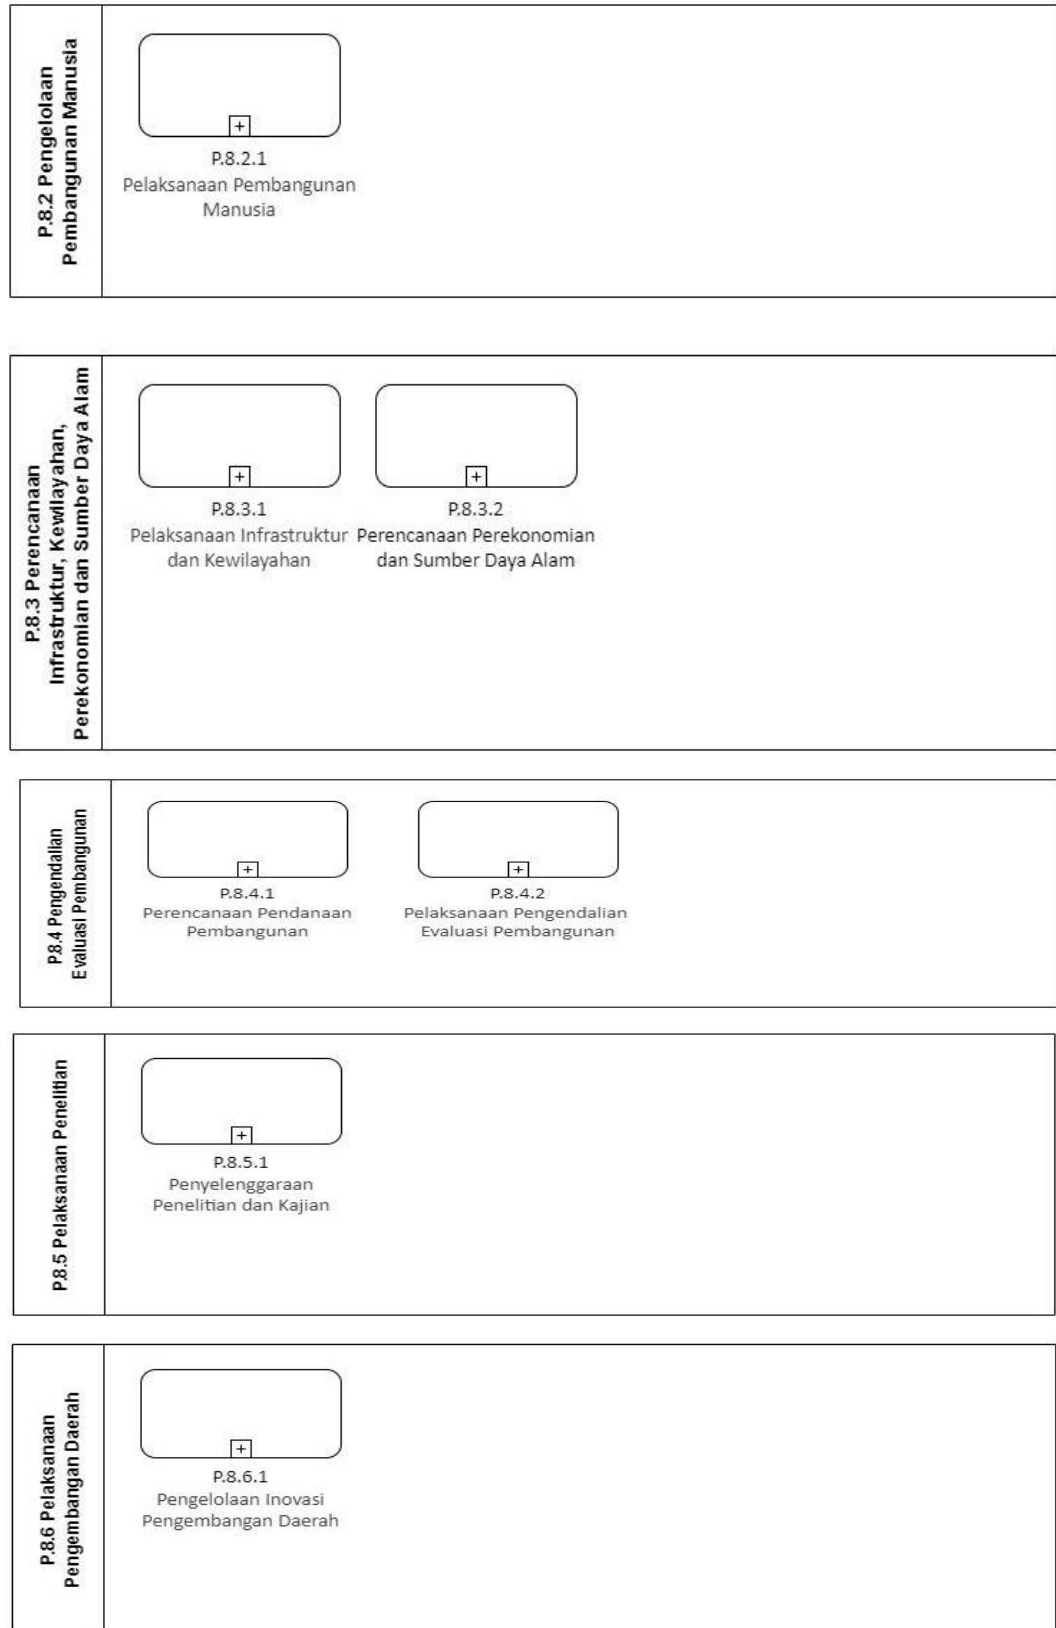 P.8.2 Pengelolaan
Pembangunan Manusia
P.8.2.1
Pelaksanaan Pembangunan
Manusia
P.8.3 Perencanaan
Infrastruktur, Kewilayahan,
Perekonomian dan Sumber Daya Alam
P.8.3.1
Pelaksanaan Infrastruktur
dan Kewilayahan
P.8.3.2
Perencanaan Perekonomian
dan Sumber Daya Alam
P.8.4 Pengendalian
Evaluasi Pembangunan
P.8.4.1
Perencanaan Pendanaan
Pembangunan
P.8.4.2
Pelaksanaan Pengendalian
Evaluasi Pembangunan
P.8.5 Pelaksanaan Penelitian
P.8.5.1
Penyelenggaraan
Penelitian dan Kajian
P.8.6 Pelaksanaan
Pengembangan Daerah
P.8.6.1
Pengelolaan Inovasi
Pengembangan Daerah